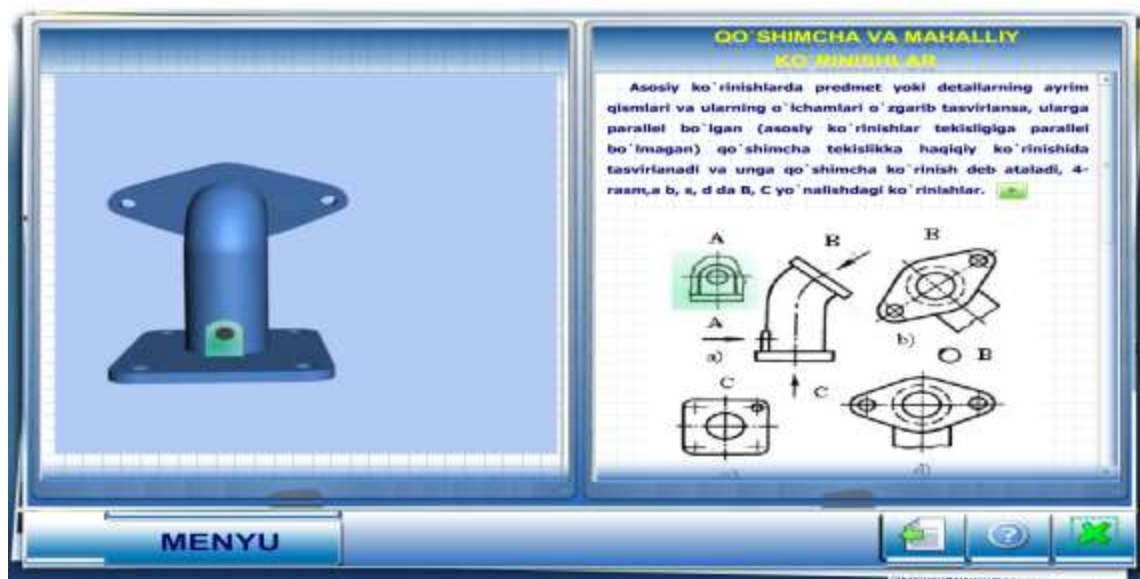 QO`SHIMCHA VA MAHALLIY
KO`RINISHLAR
Asosiy ko`rinishlarda predmet yoki detallarning ayrim
qismlari va ularning o`lchamlari o`zgarib tasvirlansa, ularga
parallel bo`lgan (asosiy ko`rinishlar tekisligiga parallel
bo`lmagan) qo`shimcha tekislikka haqiqiy ko`rinishida
tasvirlanadi va unga qo`shimcha ko`rinish deb ataladi, 4-
rasm,a b, s, d da B, C yo`nalishdagi ko`rinishlar.
A
B
B
A
a)
b)
B
C
C
d)
MENYU